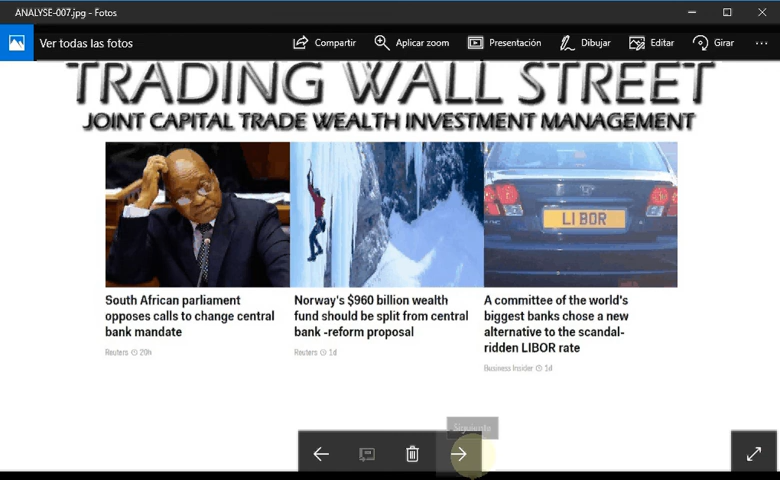 ANALYSE-007.jpg - Fotos
Ver todas las fotos
Compartir
Aplicar zoom
Presentación
Dibujar
Editar
Girar
TRADING WALL STREET
JOINT CAPITAL TRADE WEALTH INVESTMENT MANAGEMENT
LIBOR
South African parliament
opposes calls to change central
bank mandate
Reuters 20h
Norway's $960 billion wealth
fund should be split from central
bank -reform proposal
Reuters 1d
A committee of the world's
biggest banks chose a new
alternative to the scandal-
ridden LIBOR rate
Business Insider 1d
Siguiente